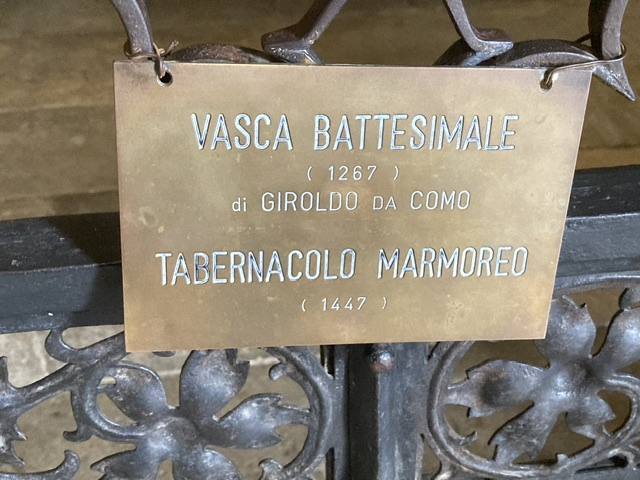 VASCA BATTESIMALE
( 1267 )
di GIROLDO DA COMO
TABERNACOLO MARMOREO
( 1447 )